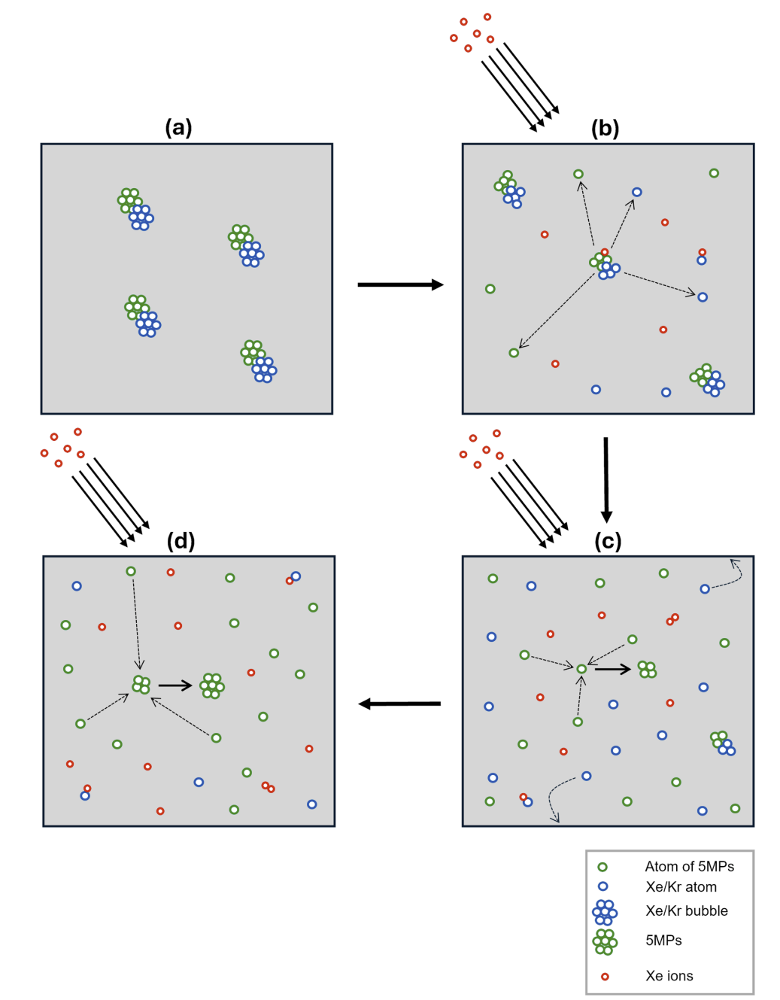 (a)
(b)
(d)
(c)
Atom of 5MPs
Xe/Kr atom
Xe/Kr bubble
5MPs
Xe ions